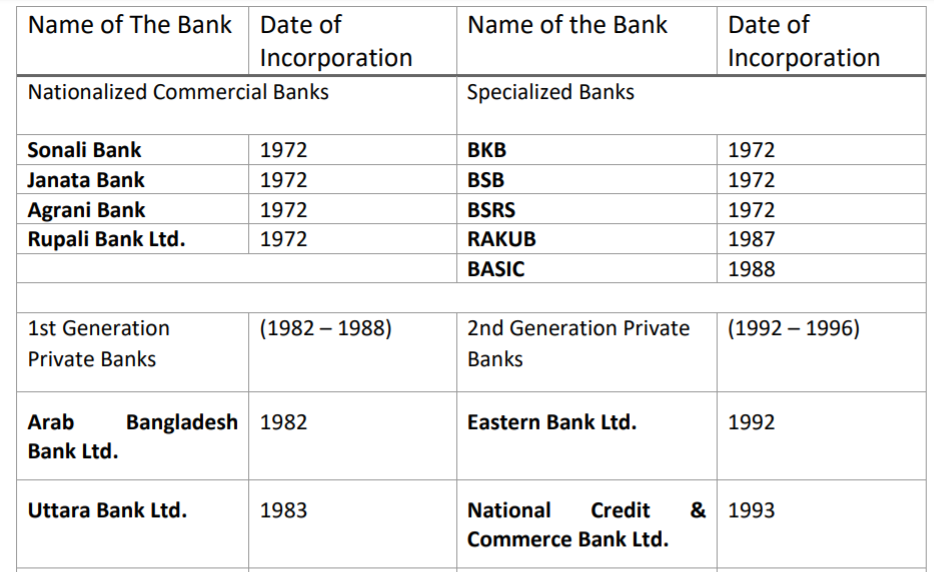 Name of The Bank Date of Incorporation Name of the Bank Date of Incorporation
Nationalized Commercial Banks Specialized Banks
Sonali Bank 1972 BKB 1972
Janata Bank 1972 BSB 1972
Agrani Bank 1972 BSRS 1972
Rupali Bank Ltd. 1972 RAKUB 1987
BASIC 1988
1st Generation Private Banks (1982 – 1988) 2nd Generation Private Banks (1992 – 1996)
Arab Bangladesh Bank Ltd. 1982 Eastern Bank Ltd. 1992
Uttara Bank Ltd. 1983 National Credit & Commerce Bank Ltd. 1993